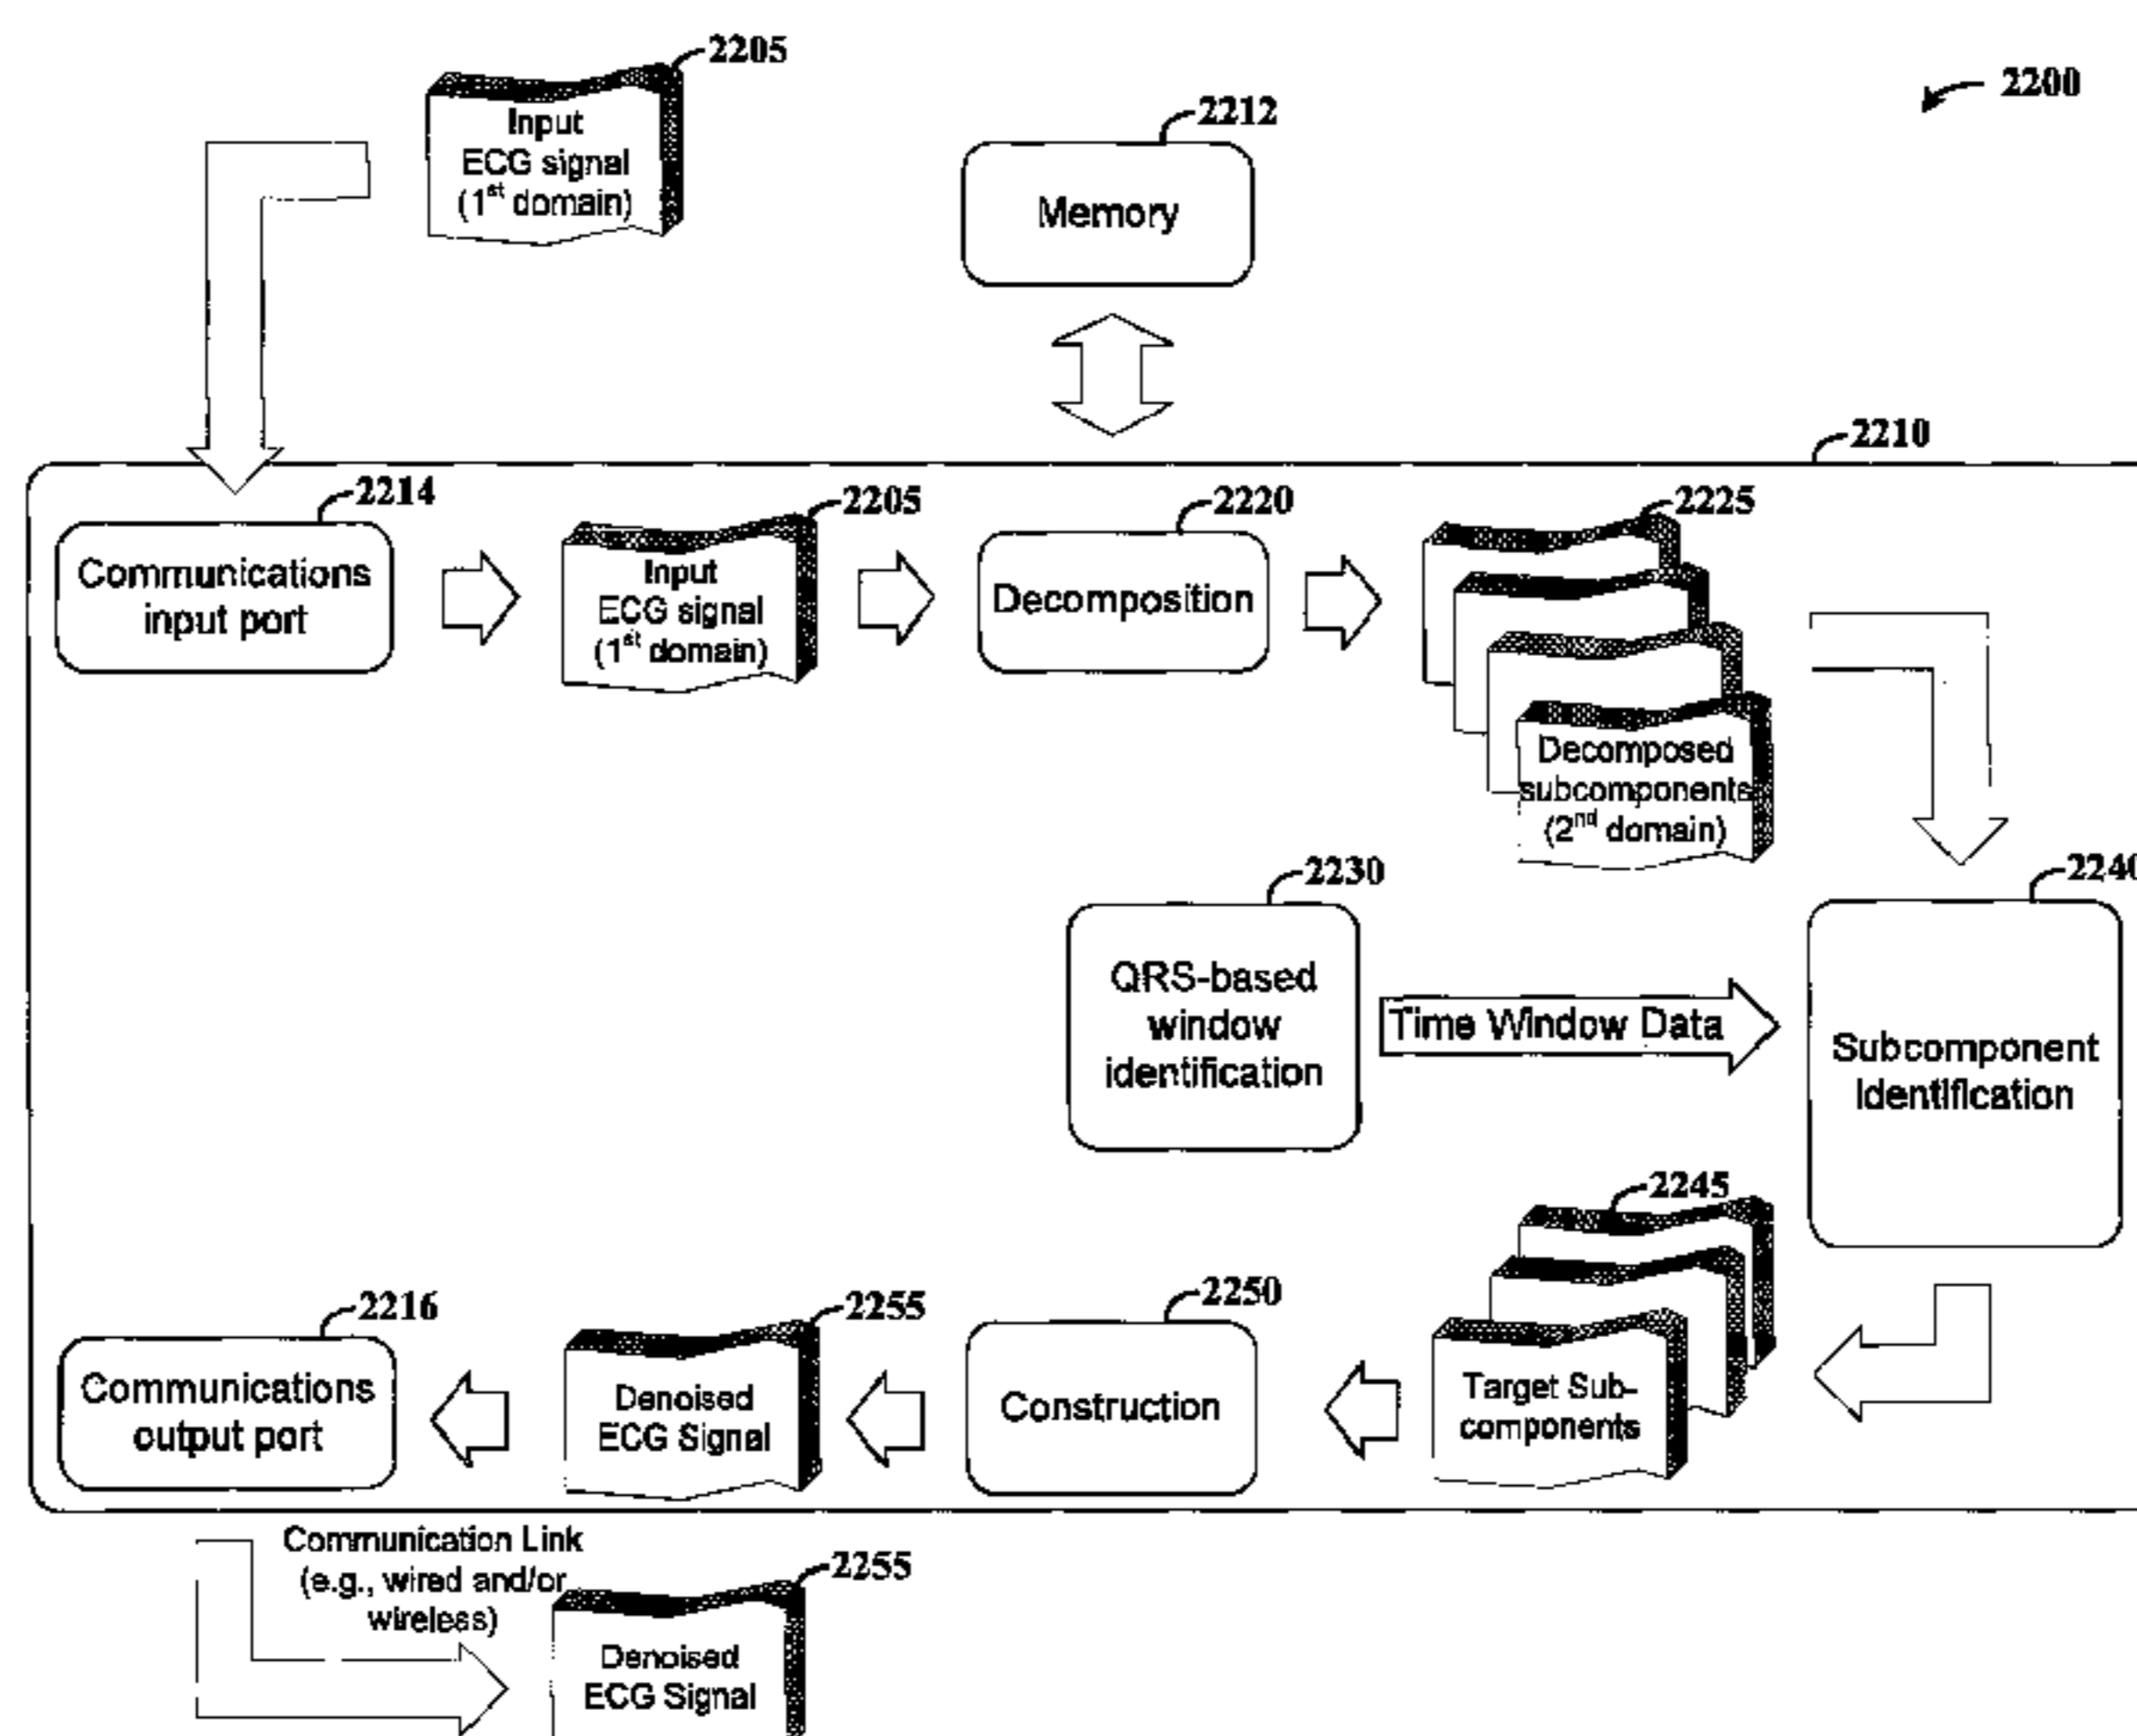 2205
Input
ECG signal
(1st domain)
2212
Memory
2200
2210
2214
Communications
input port
2205
Input
ECG signal
(1st domain)
2220
Decomposition
2225
Decomposed
subcomponents
(2nd domain)
2230
QRS-based
window
identification
Time Window Data
2240
Subcomponent
identification
2245
Target Sub-
components
2250
Construction
2255
Denoised
ECG Signal
2216
Communications
output port
Communication Link
(e.g., wired and/or
wireless)
2255
Denoised
ECG Signal